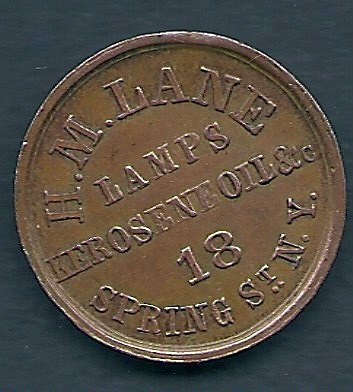 H.M.LANE
LAMPS
KEROSENE OIL &c
18
SPRING ST. N.Y.